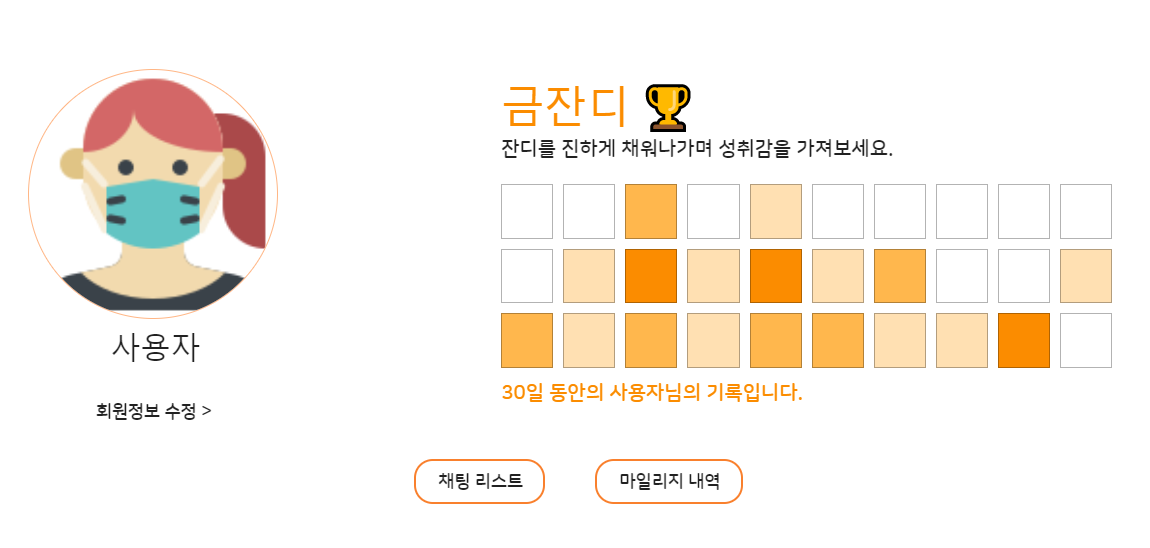 금잔디
잔디를 진하게 채워나가며 성취감을 가져보세요.
사용자
회원정보 수정 >
30일 동안의 사용자님의 기록입니다.
채팅 리스트
마일리지 내역